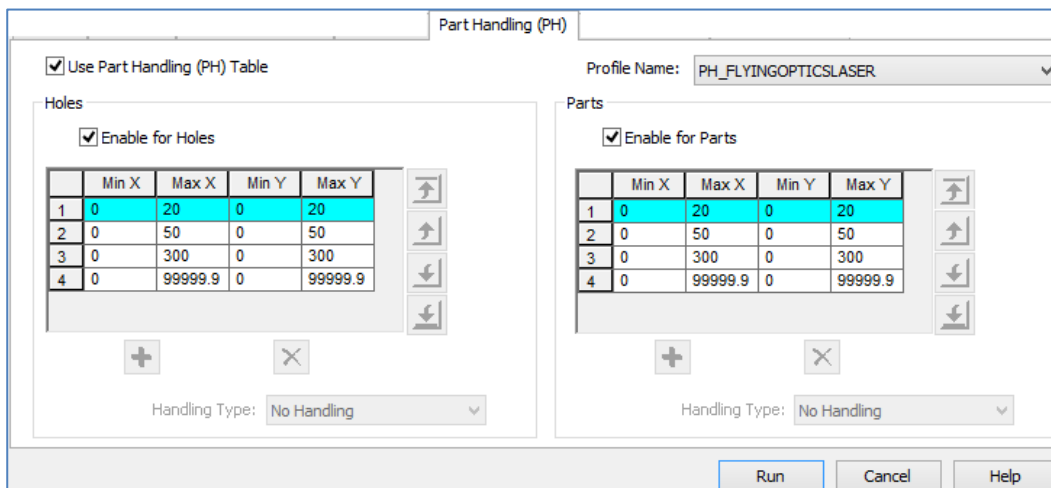 Part Handling (PH)
Use Part Handling (PH) Table
Profile Name: PH_FLYINGOPTICSLASER
Holes
Enable for Holes
Min X Max X Min Y Max Y
1 0 20 0 20
2 0 50 0 50
3 0 300 0 300
4 0 99999.9 0 99999.9
Handling Type: No Handling
Parts
Enable for Parts
Min X Max X Min Y Max Y
1 0 20 0 20
2 0 50 0 50
3 0 300 0 300
4 0 99999.9 0 99999.9
Handling Type: No Handling
Run Cancel Help